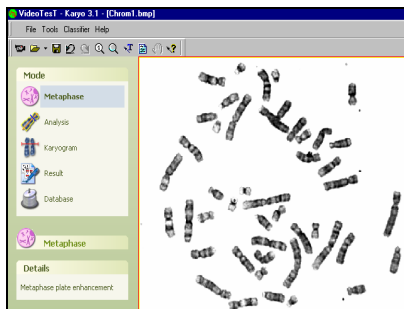 VideoTesT - Karyo 3.1 - [Chrom1.bmp]
File Tools Classifier Help
Mode
Metaphase
Analysis
Karyogram
Result
Database
Metaphase
Details
Metaphase plate enhancement